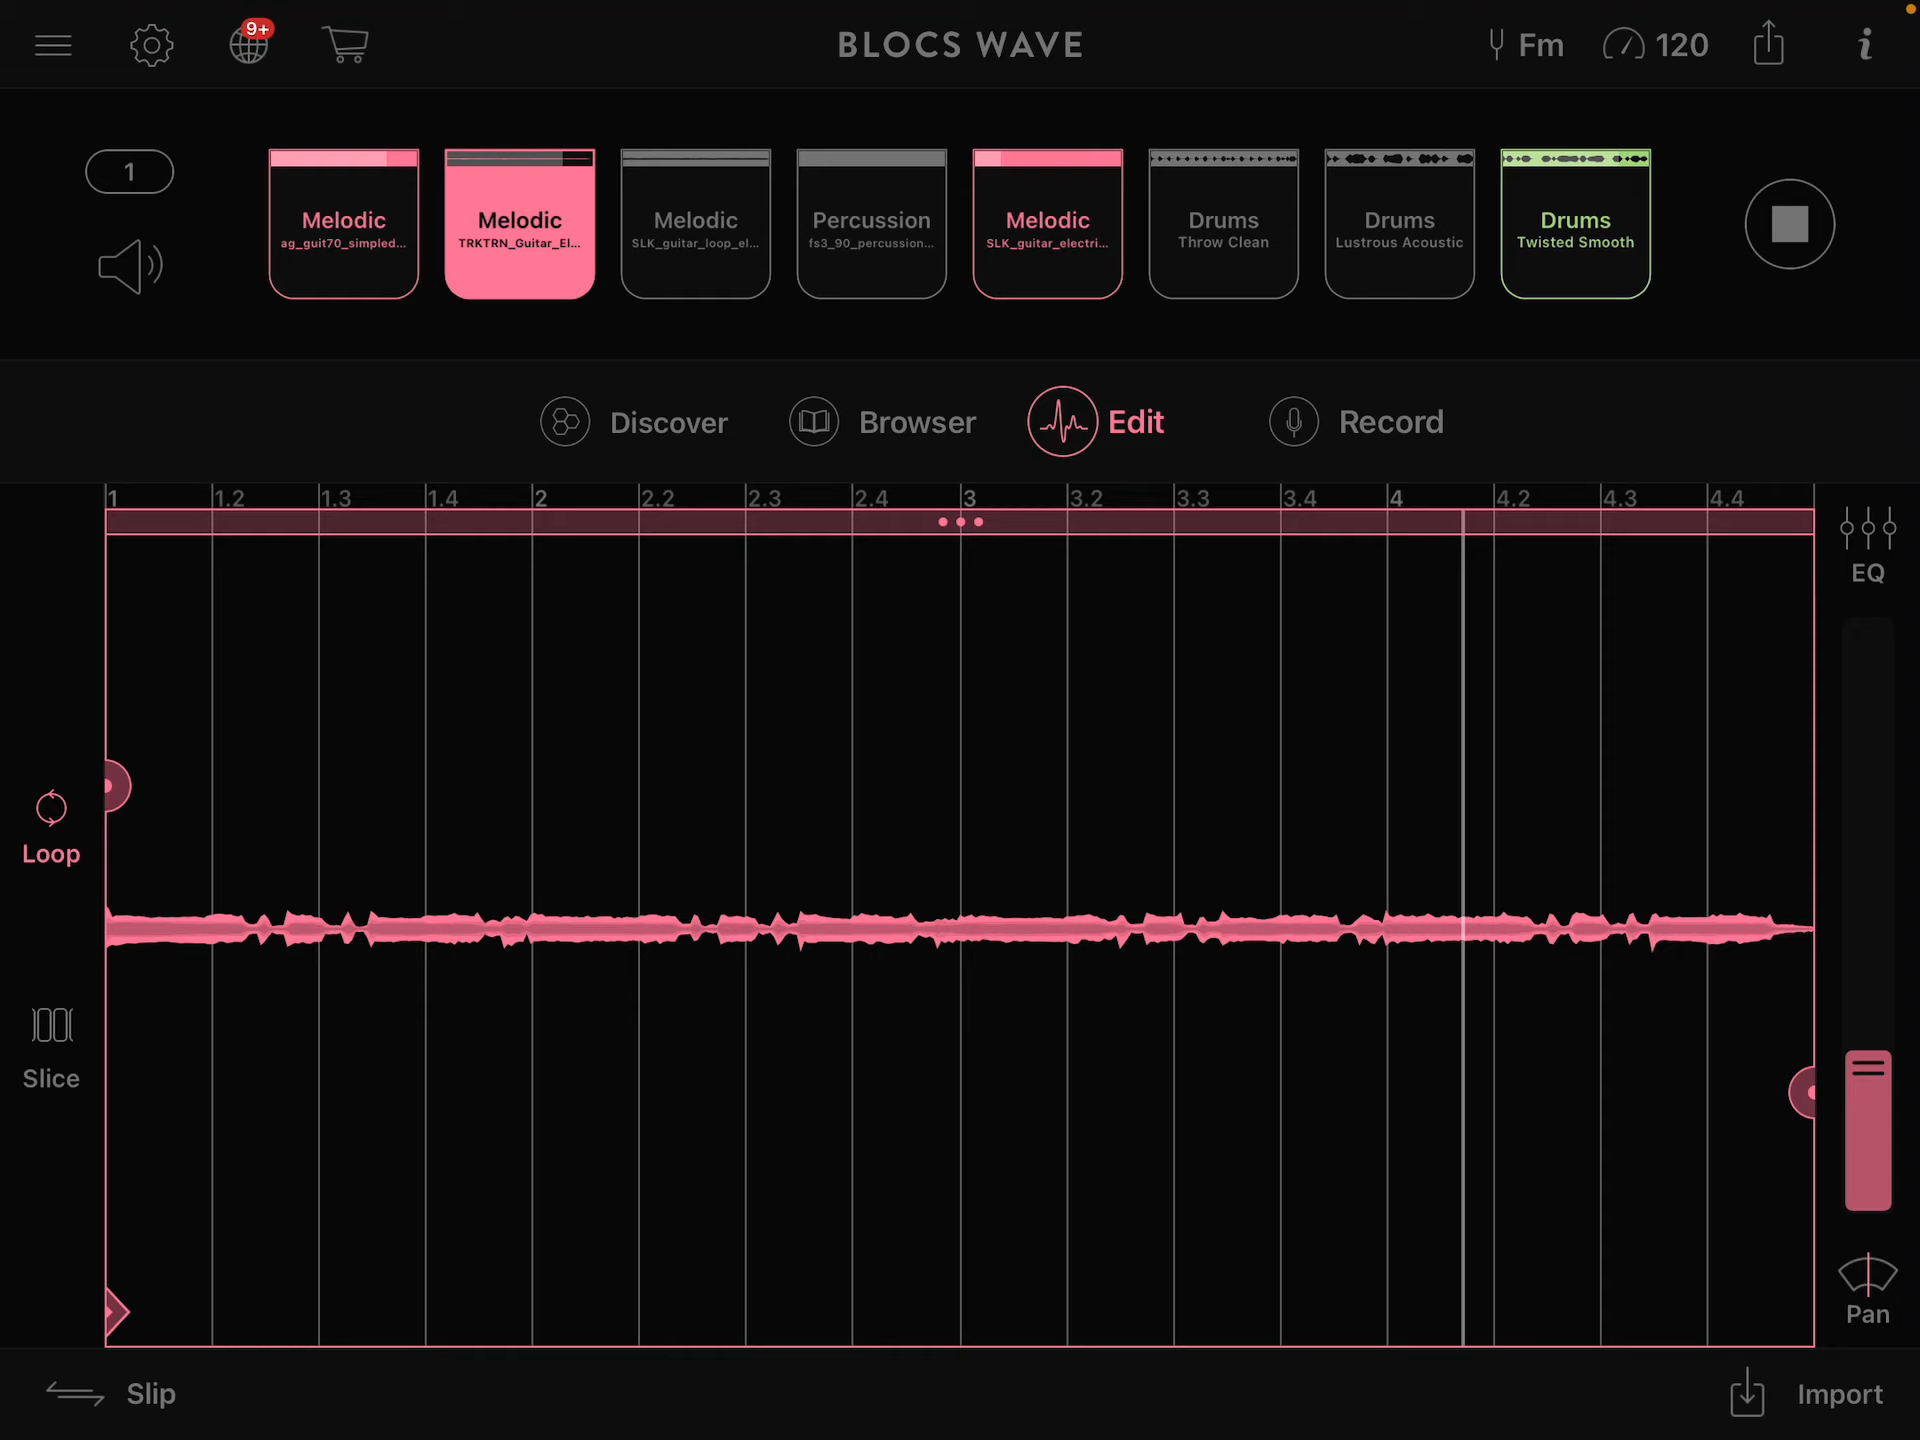 9+
BLOCS WAVE
Fm
120
i
1
Melodic
ag_guit70_simpled...
Melodic
TRKTRN_Guitar_El...
Melodic
SLK_guitar_loop_el...
Percussion
fs3_90_percussion...
Melodic
SLK_guitar_electri...
Drums
Throw Clean
Drums
Lustrous Acoustic
Drums
Twisted Smooth
Discover
Browser
Edit
Record
1 1.2 1.3 1.4 2 2.2 2.3 2.4 3 3.2 3.3 3.4 4 4.2 4.3 4.4
EQ
Loop
Slice
Pan
Slip
Import